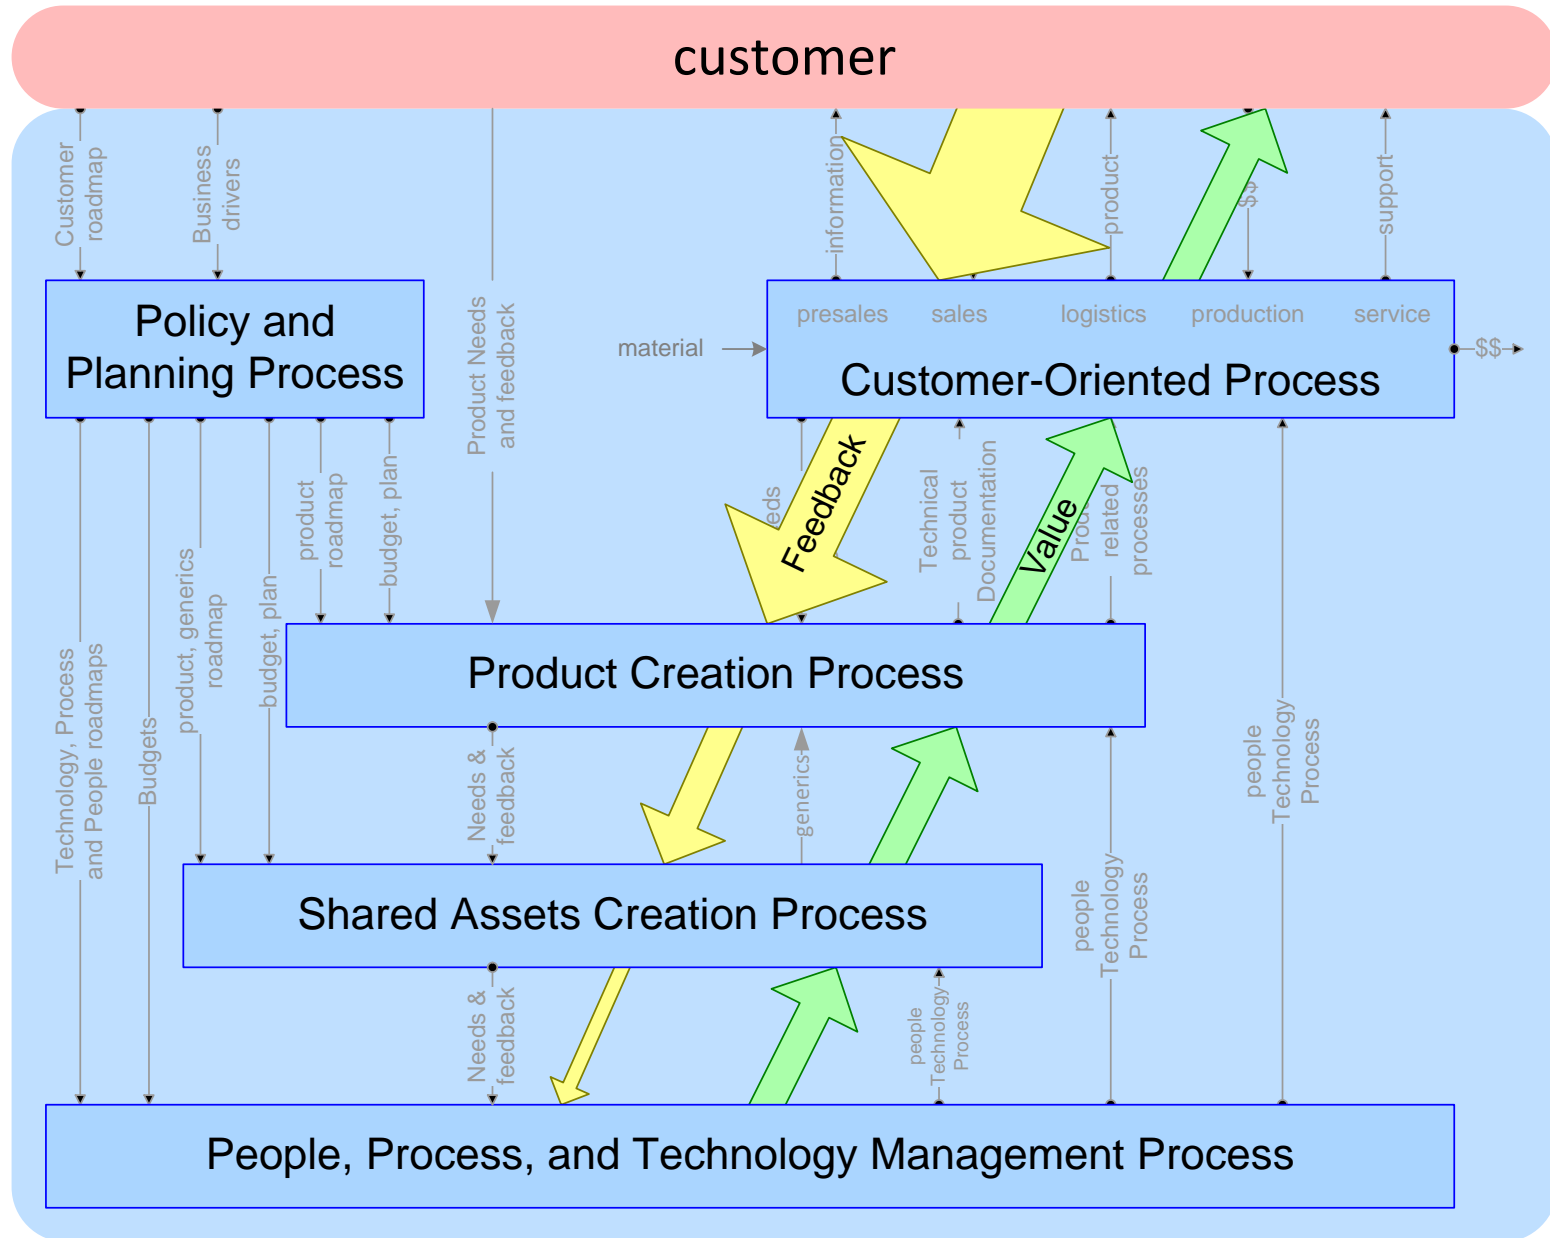 customer
Customer
roadmap
Business
drivers
information
product
$$
support
Policy and
Planning Process
Product Needs
and feedback
material
presales
sales
logistics
production
service
Customer-Oriented Process
$$
Technology, Process
and People roadmaps
Budgets
product, generics
roadmap
budget, plan
product
roadmap
budget, plan
Feedback
Technical
product
Documentation
Value
related
processes
people
Technology
Process
Product Creation Process
Needs &
feedback
generics
people
Technology
Process
Shared Assets Creation Process
Needs &
feedback
people
Technology
Process
People, Process, and Technology Management Process